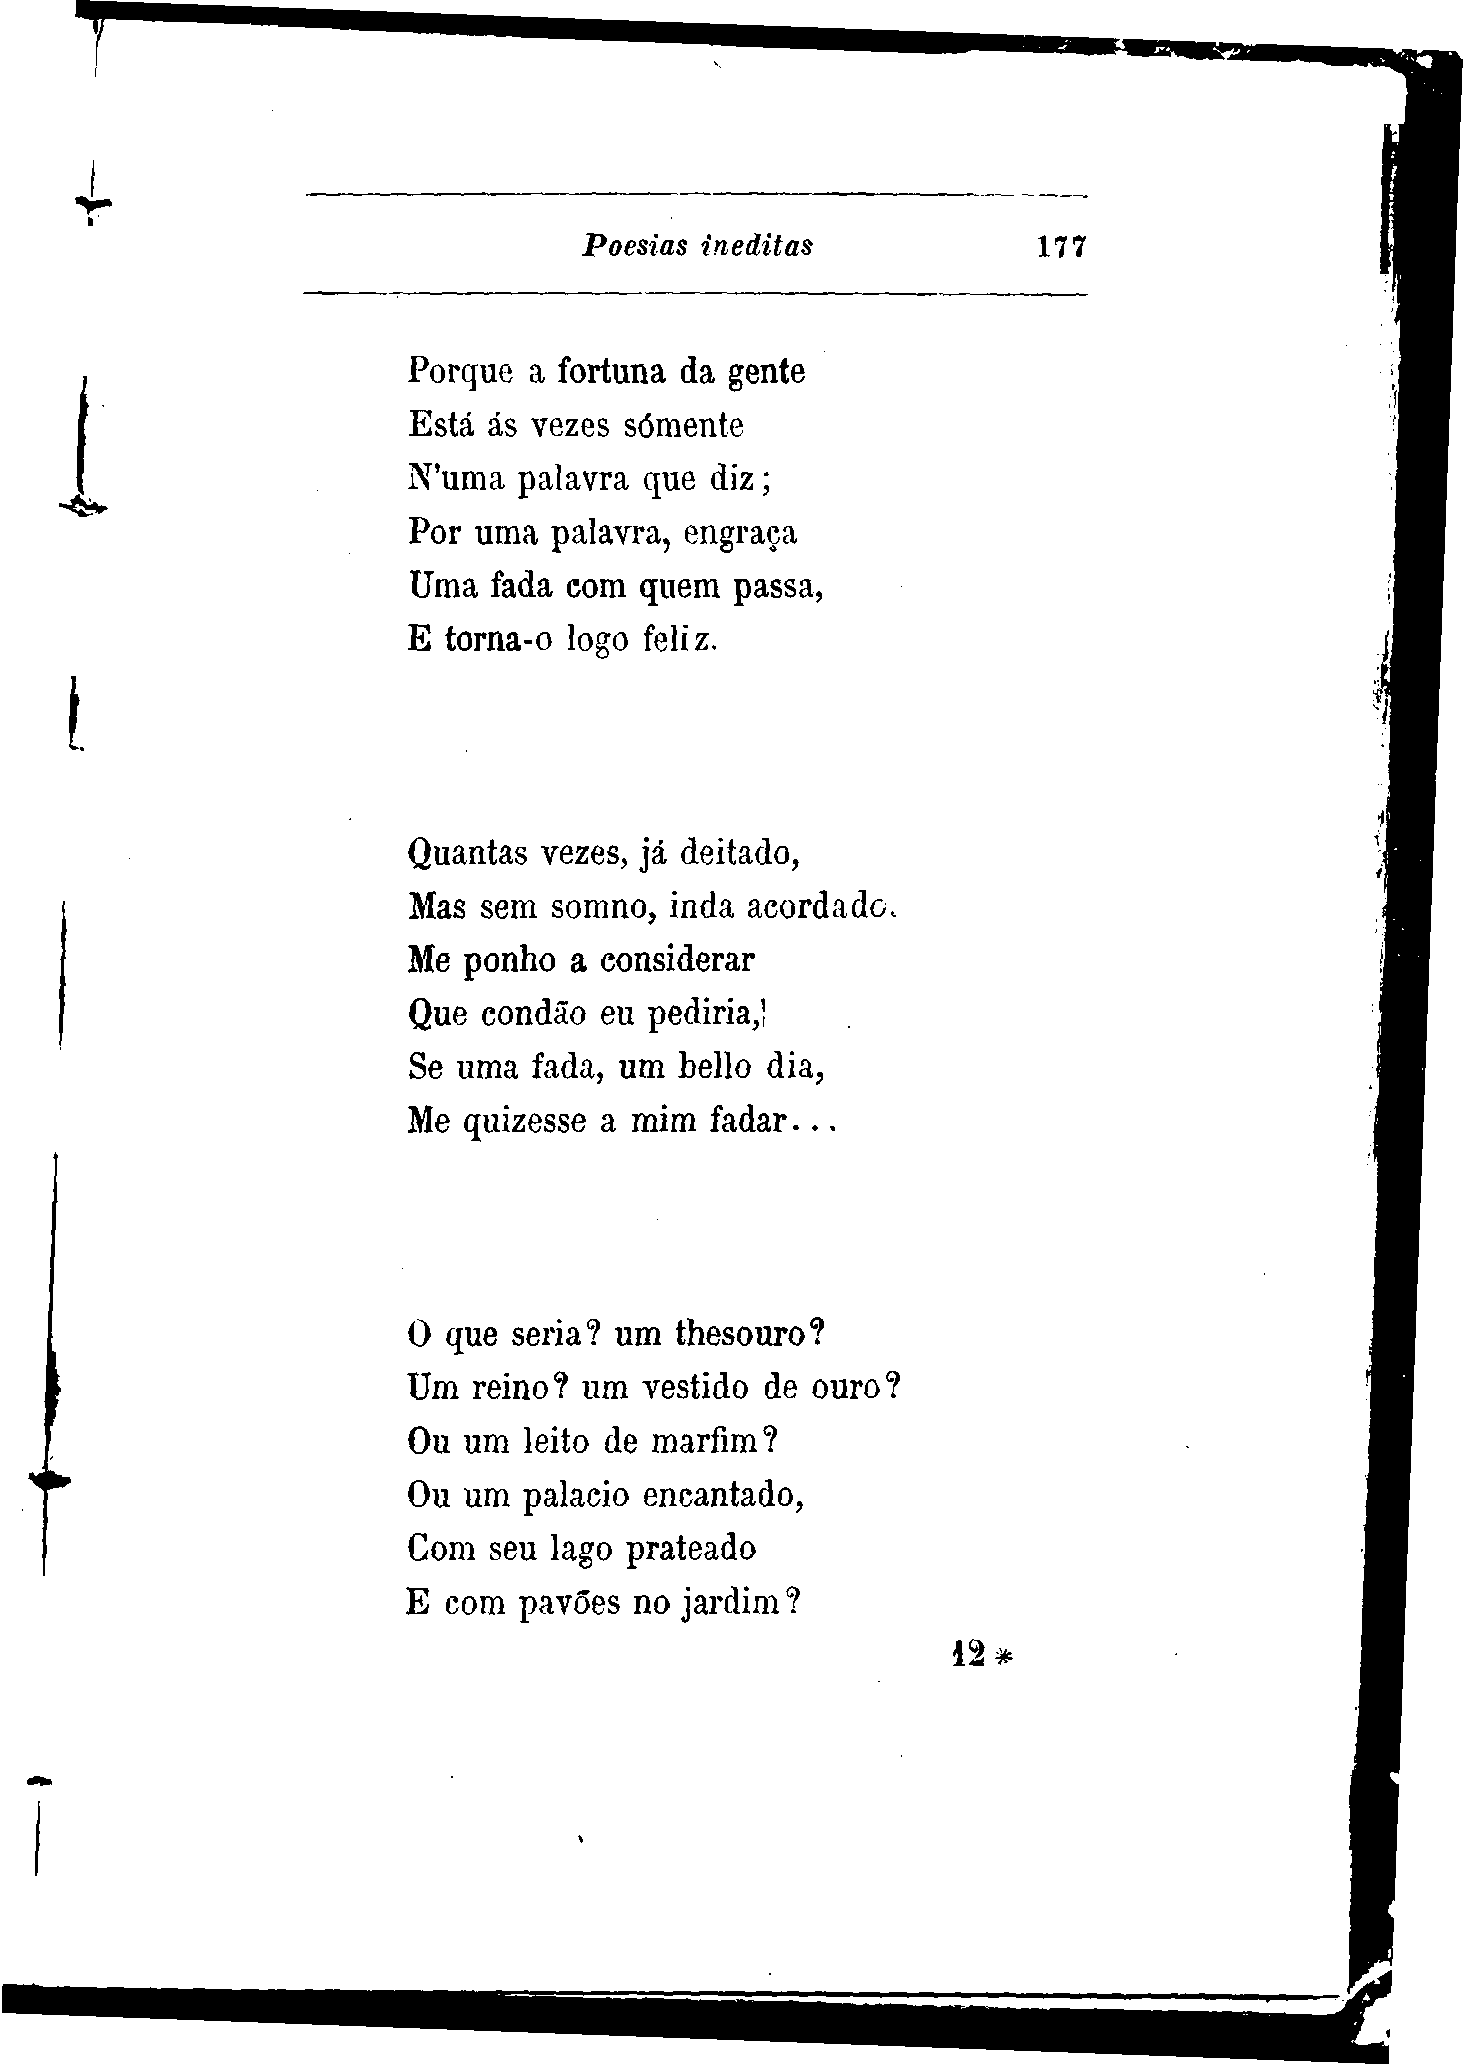 Poesias ineditas 177
Porque a fortuna da gente
Está ás vezes sómente
N'uma palavra que diz;
Por uma palavra, engraça
Uma fada com quem passa,
E torna-o logo feliz.
Quantas vezes, já deitado,
Mas sem somno, inda acordado,
Me ponho a considerar
Que condão eu pediria,
Se uma fada, um bello dia,
Me quizesse a mim fadar...
O que seria? um thesouro?
Um reino? um vestido de ouro?
Ou um leito de marfim?
Ou um palacio encantado,
Com seu lago prateado
E com pavões no jardim?
12*